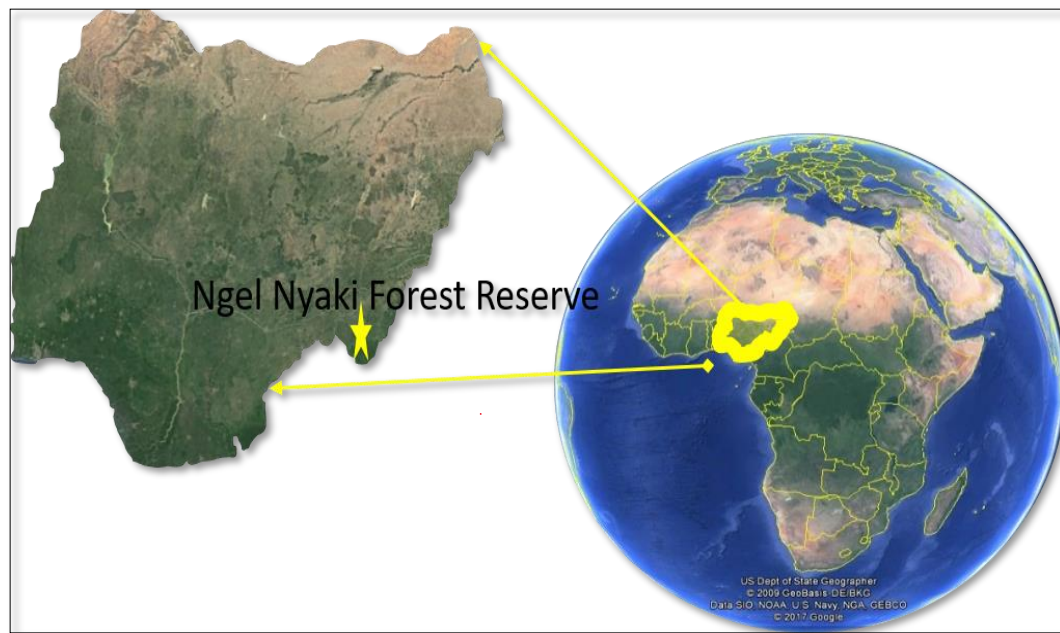 Ngel Nyaki Forest Reserve
US Dept of State Geographer
© 2009 GeoBasis-DE/BKG
Data SIO, NOAA, U.S. Navy, NGA, GEBCO
© 2017 Google